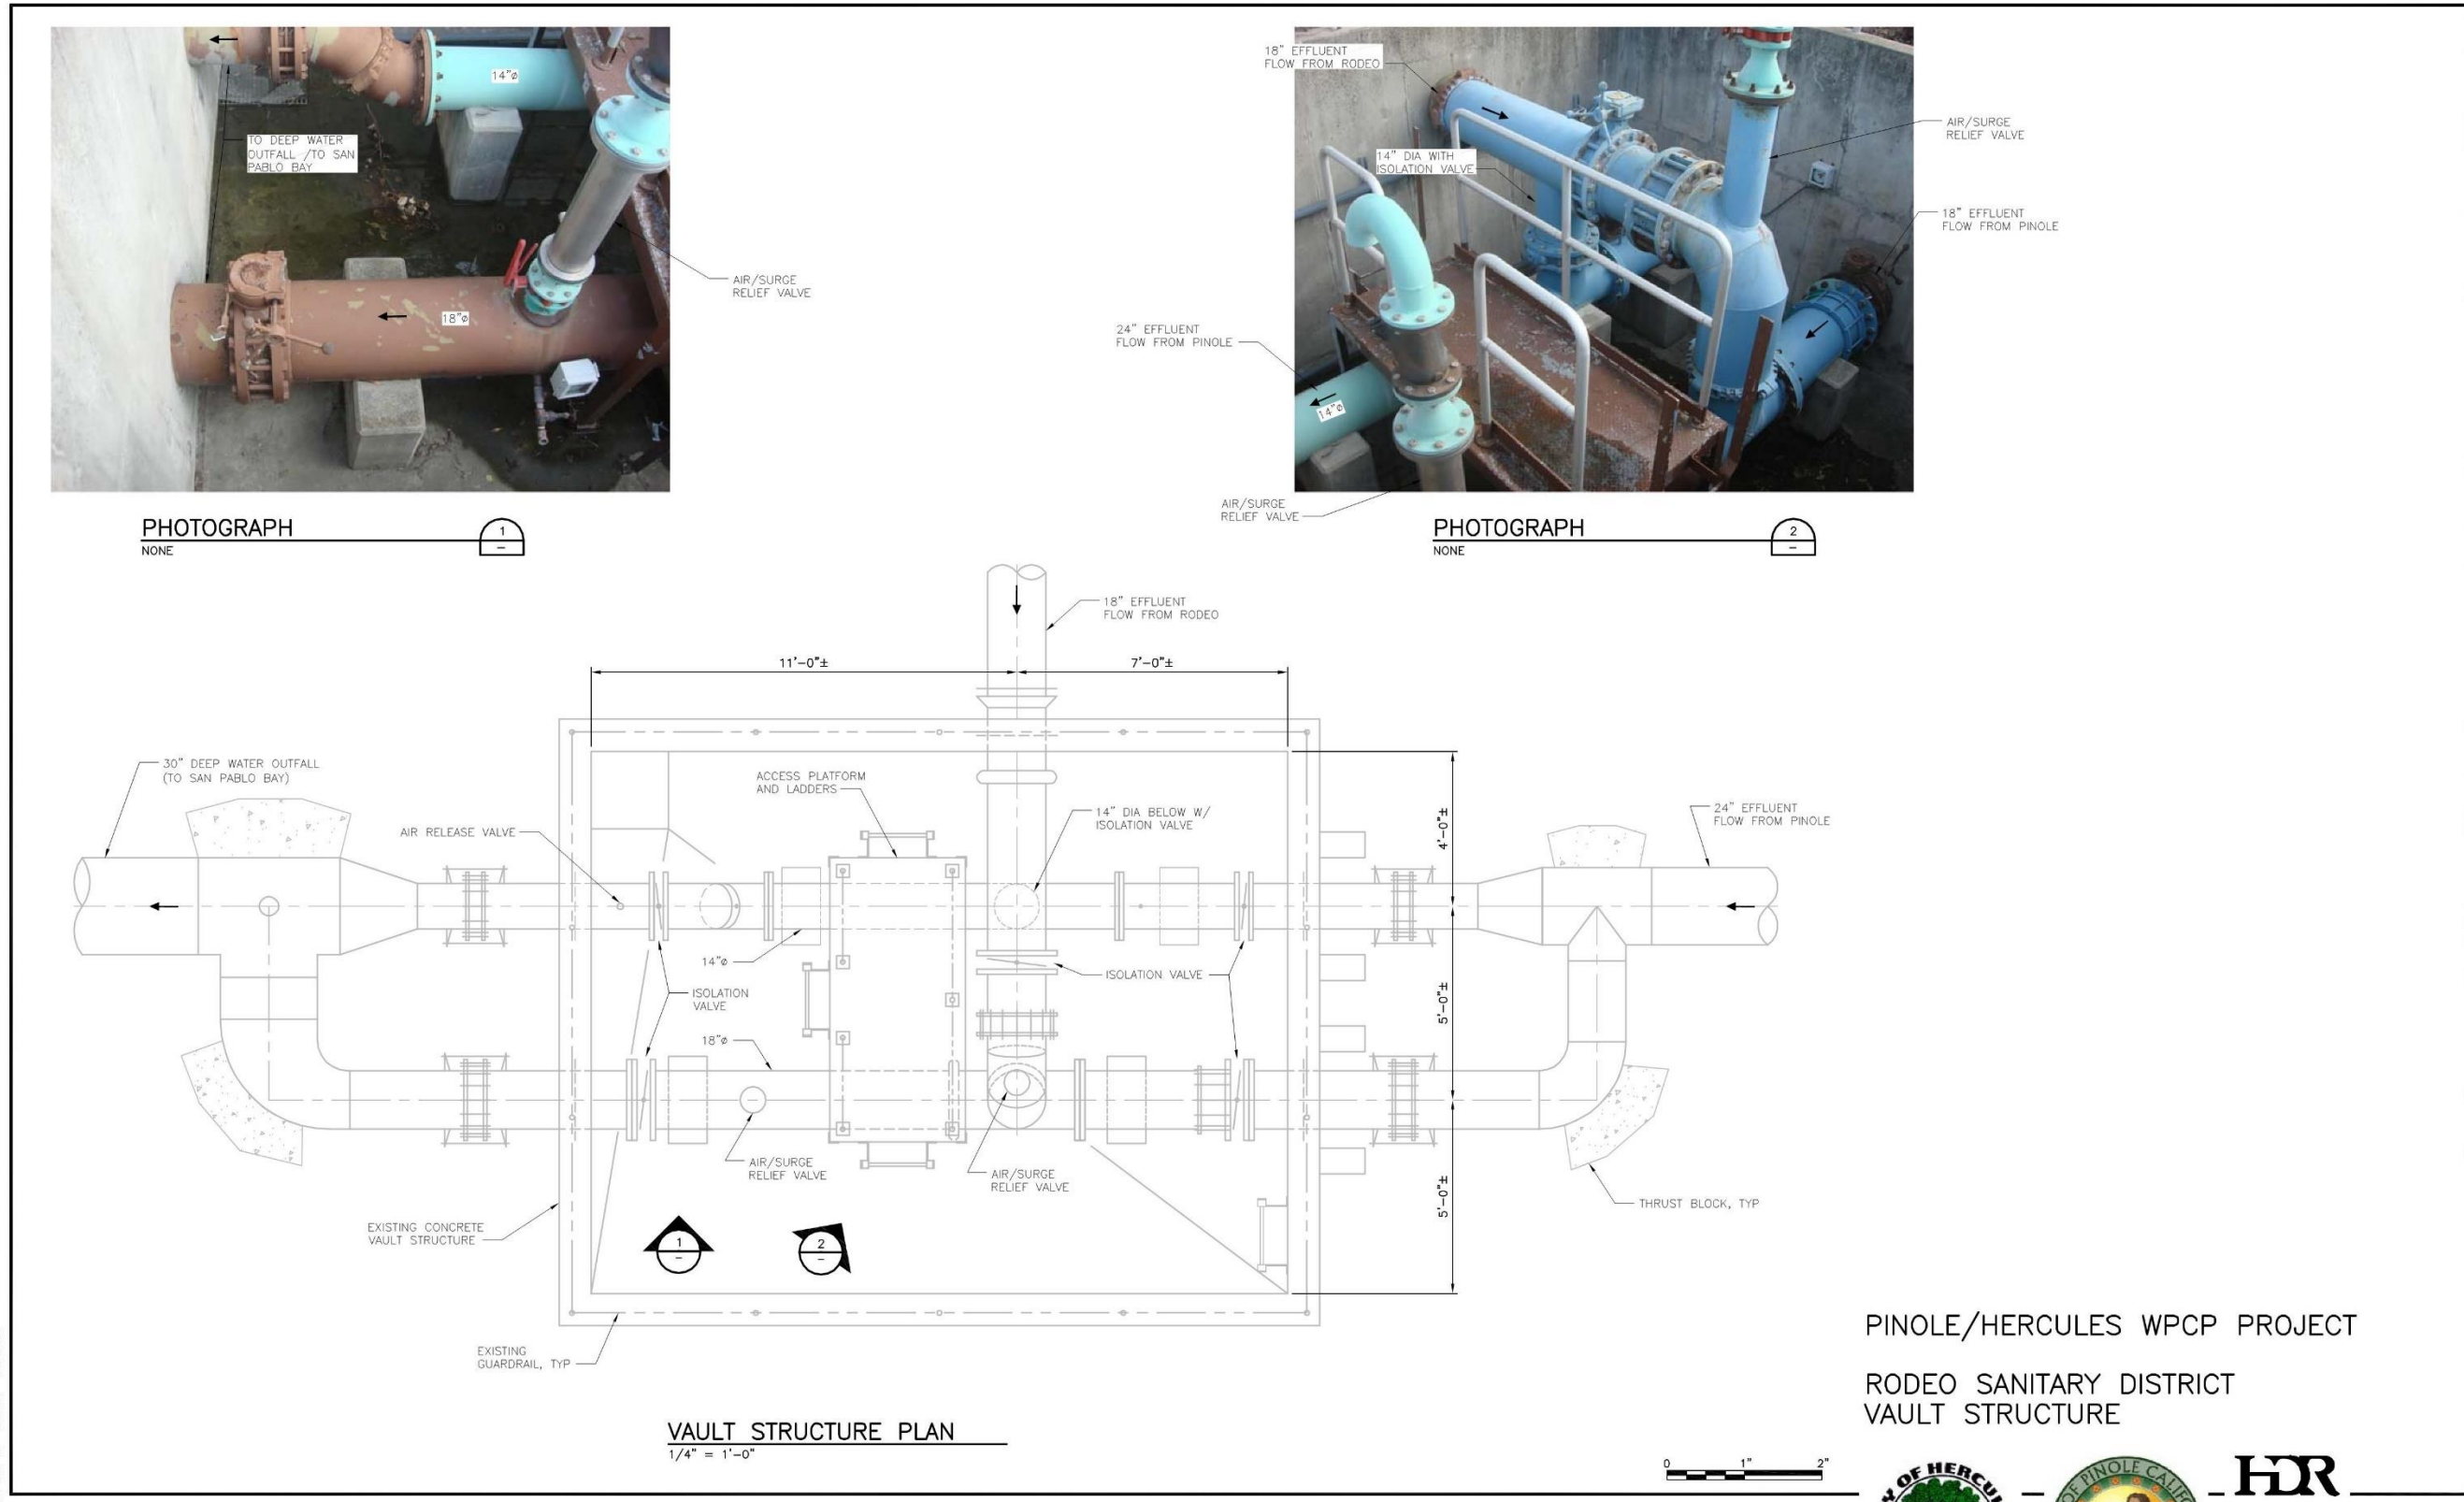 14"ø
TO DEEP WATER
OUTFALL /TO SAN
PABLO BAY
18"ø
AIR/SURGE
RELIEF VALVE
PHOTOGRAPH
NONE
1
–
18" EFFLUENT
FLOW FROM RODEO
14" DIA WITH
ISOLATION VALVE
AIR/SURGE
RELIEF VALVE
18" EFFLUENT
FLOW FROM PINOLE
24" EFFLUENT
FLOW FROM PINOLE
14"ø
AIR/SURGE
RELIEF VALVE
PHOTOGRAPH
NONE
2
–
18" EFFLUENT
FLOW FROM RODEO
11'-0"±
7'-0"±
30" DEEP WATER OUTFALL
(TO SAN PABLO BAY)
ACCESS PLATFORM
AND LADDERS
AIR RELEASE VALVE
14" DIA BELOW W/
ISOLATION VALVE
4'-0"±
24" EFFLUENT
FLOW FROM PINOLE
14"ø
ISOLATION VALVE
ISOLATION
VALVE
5'-0"±
18"ø
AIR/SURGE
RELIEF VALVE
AIR/SURGE
RELIEF VALVE
5'-0"±
THRUST BLOCK, TYP
EXISTING CONCRETE
VAULT STRUCTURE
1
–
2
–
EXISTING
GUARDRAIL, TYP
VAULT STRUCTURE PLAN
1/4" = 1'-0"
PINOLE/HERCULES WPCP PROJECT
RODEO SANITARY DISTRICT
VAULT STRUCTURE
0 1" 2"
OF HERCU
OF PINOLE CALIF
HDR